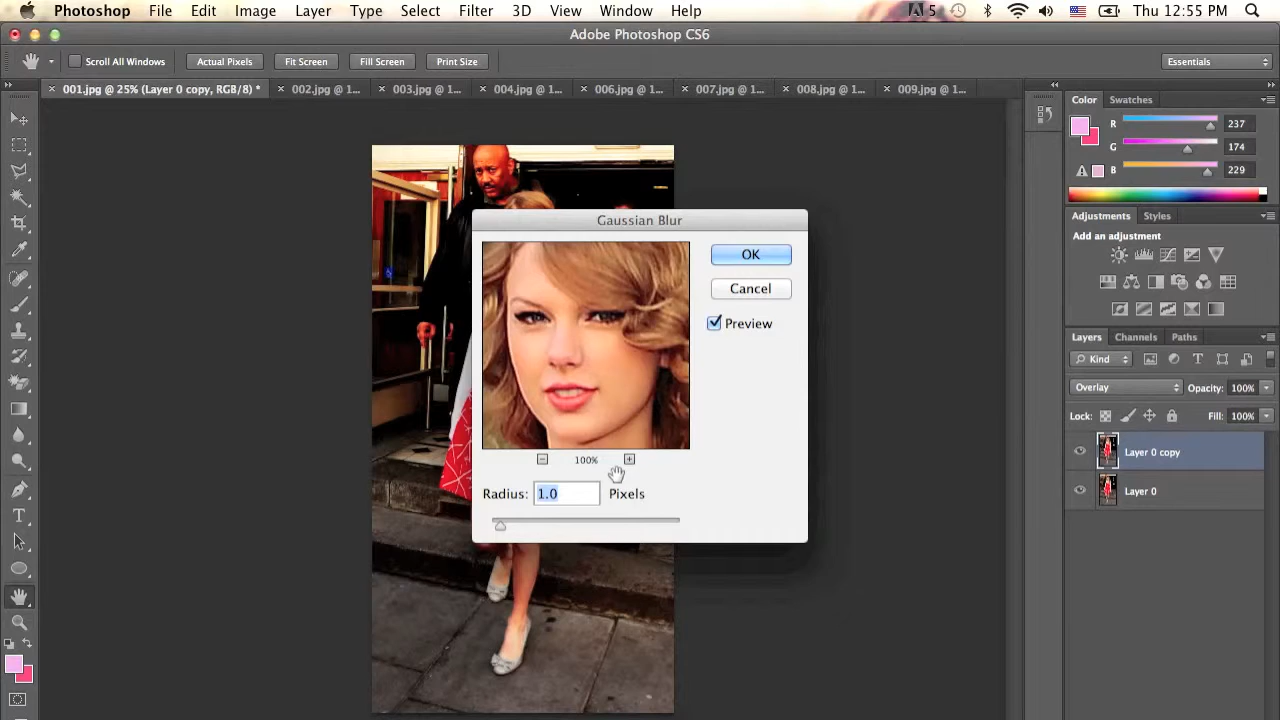 Photoshop File Edit Image Layer Type Select Filter 3D View Window Help 5 Thu 12:55 PM
Adobe Photoshop CS6
Scroll All Windows Actual Pixels Fit Screen Fill Screen Print Size Essentials
001.jpg @ 25% (Layer 0 copy, RGB/8) * 002.jpg @ 1... 003.jpg @ 1... 004.jpg @ 1... 006.jpg @ 1... 007.jpg @ 1... 008.jpg @ 1... 009.jpg @ 1...
Color Swatches
R 237
G 174
B 229
Adjustments Styles
Add an adjustment
Gaussian Blur
OK
Cancel
Preview
100%
Radius: 1.0 Pixels
Layers Channels Paths
Kind T
Overlay Opacity: 100%
Lock: Fill: 100%
Layer 0 copy
Layer 0
T